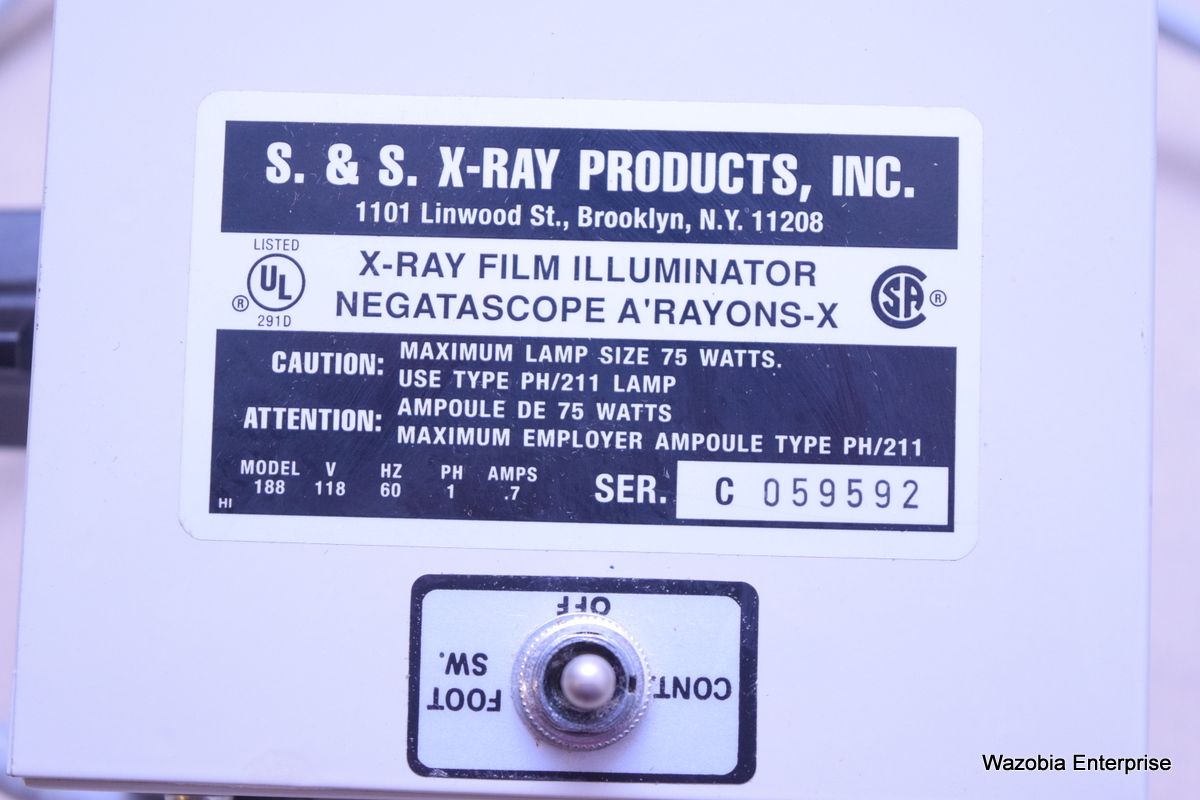 S. & S. X-RAY PRODUCTS, INC.
1101 Linwood St., Brooklyn, N.Y. 11208
LISTED
UL
®
291D
X-RAY FILM ILLUMINATOR
NEGATASCOPE A'RAYONS-X
CSA ®
CAUTION: MAXIMUM LAMP SIZE 75 WATTS.
USE TYPE PH/211 LAMP
ATTENTION: AMPOULE DE 75 WATTS
MAXIMUM EMPLOYER AMPOULE TYPE PH/211
MODEL V HZ PH AMPS
188 118 60 1 .7
SER. C 059592
HI
OFF
CONT.
FOOT
SW.
Wazobia Enterprise